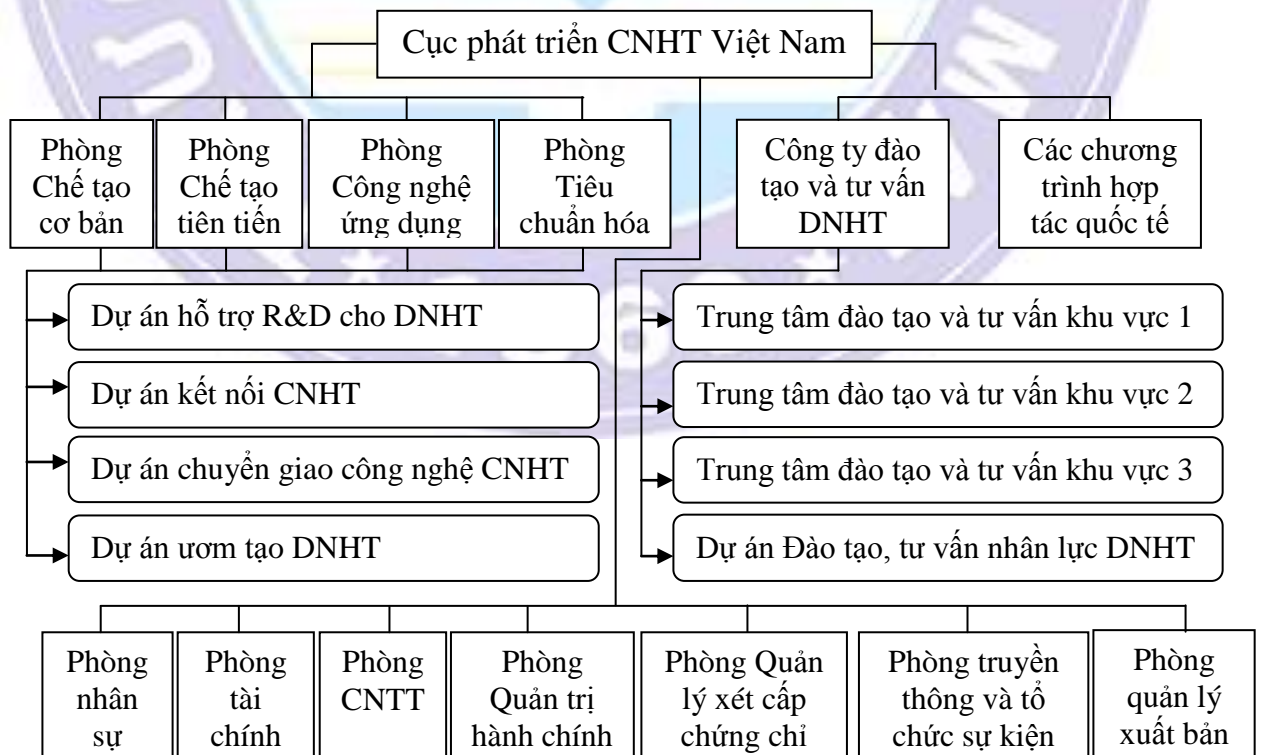 Cục phát triển CNHT Việt Nam
Phòng
Chế tạo
cơ bản
Phòng
Chế tạo
tiên tiến
Phòng
Công nghệ
ứng dụng
Phòng
Tiêu
chuẩn hóa
Công ty đào
tạo và tư vấn
DNHT
Các chương
trình hợp
tác quốc tế
Dự án hỗ trợ R&D cho DNHT
Dự án kết nối CNHT
Dự án chuyển giao công nghệ CNHT
Dự án ươm tạo DNHT
Trung tâm đào tạo và tư vấn khu vực 1
Trung tâm đào tạo và tư vấn khu vực 2
Trung tâm đào tạo và tư vấn khu vực 3
Dự án Đào tạo, tư vấn nhân lực DNHT
Phòng
nhân
sự
Phòng
tài
chính
Phòng
CNTT
Phòng
Quản trị
hành chính
Phòng Quản
lý xét cấp
chứng chỉ
Phòng truyền
thông và tổ
chức sự kiện
Phòng
quản lý
xuất bản